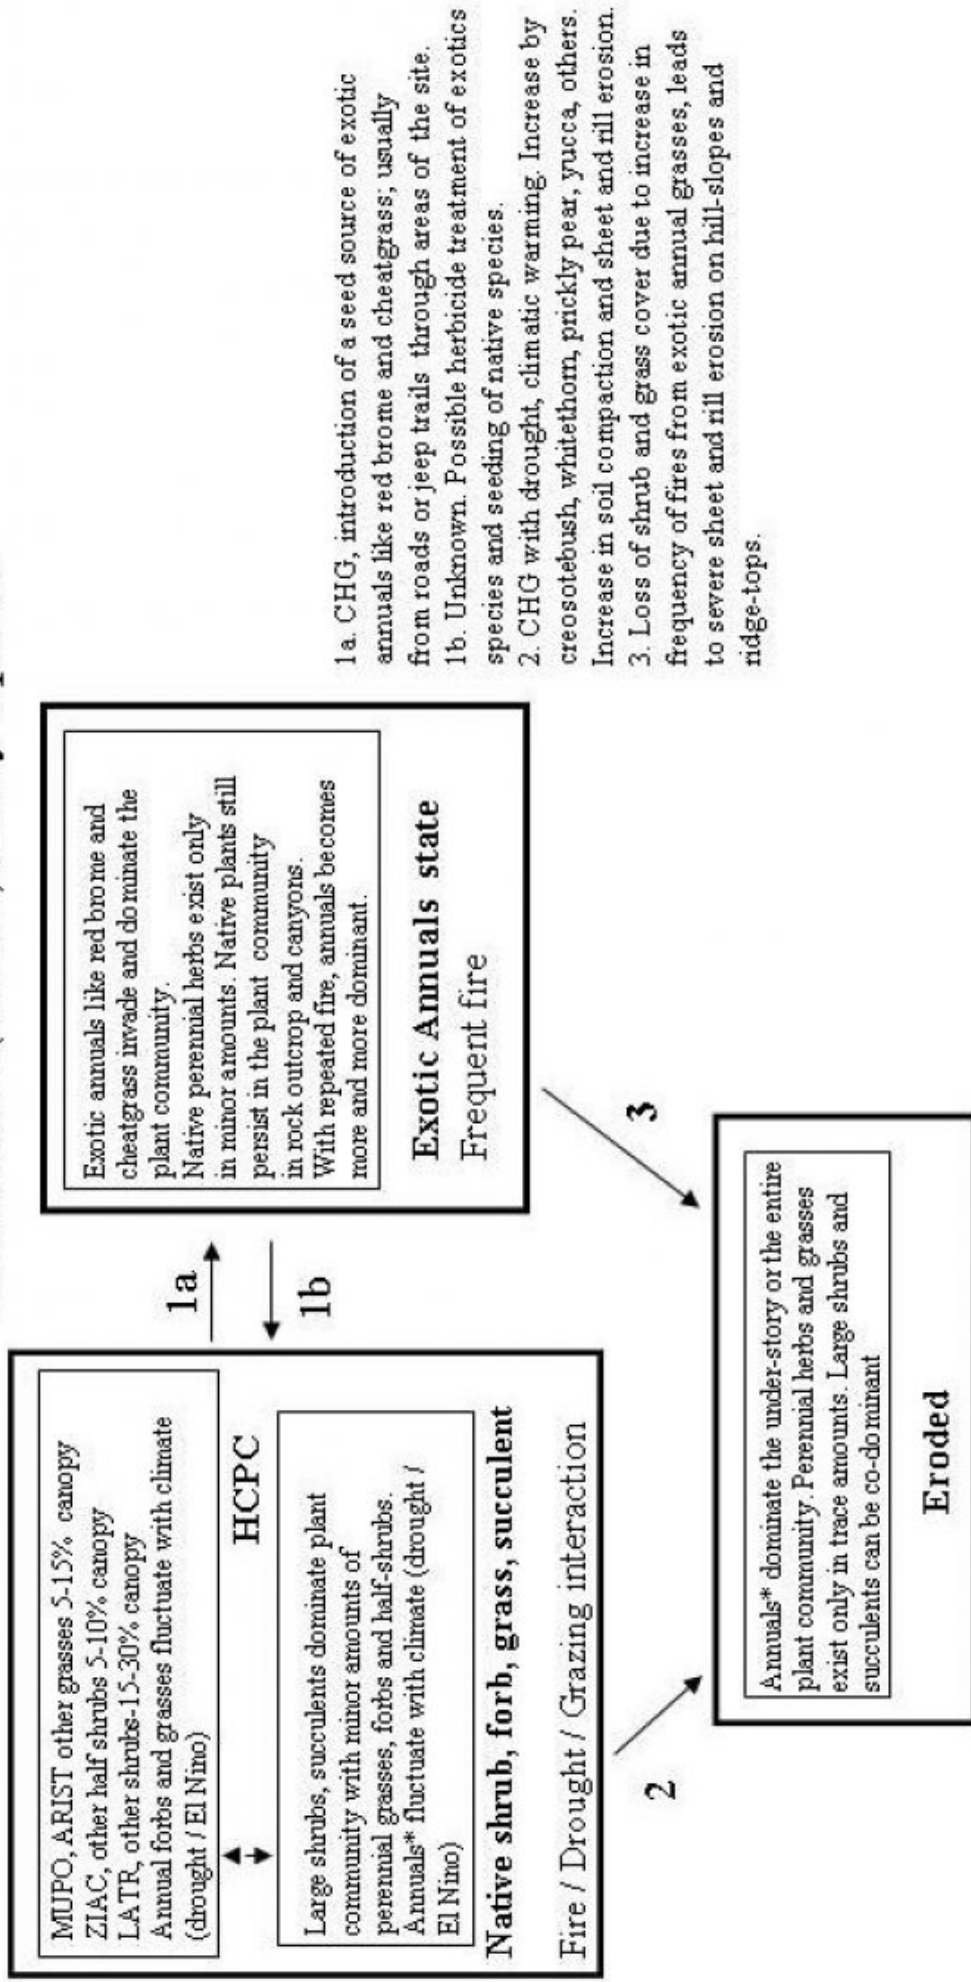 MUPO, ARIST other grasses 5-15% canopy
ZIAC, other half shrubs 5-10% canopy
LATR, other shrubs-15-30% canopy
Annual forbs and grasses fluctuate with climate
(drought / El Nino)
HCPC
Large shrubs, succulents dominate plant
community with minor amounts of
perennial grasses, forbs and half-shrubs.
Annuals* fluctuate with climate (drought /
El Nino)
Native shrub, forb, grass, succulent
Fire / Drought / Grazing interaction
1a
1b
Exotic annuals like red brome and
cheatgrass invade and dominate the
plant community.
Native perennial herbs exist only
in minor amounts. Native plants still
persist in the plant community
in rock outcrop and canyons.
With repeated fire, annuals becomes
more and more dominant.
Exotic Annuals state
Frequent fire
2
3
Annuals* dominate the under-story or the entire
plant community. Perennial herbs and grasses
exist only in trace amounts. Large shrubs and
succulents can be co-dominant
Eroded
1a. CHG, introduction of a seed source of exotic
annuals like red brome and cheatgrass; usually
from roads or jeep trails through areas of the site.
1b. Unknown. Possible herbicide treatment of exotics
species and seeding of native species.
2. CHG with drought, climatic warming. Increase by
creosotebush, whitethorn, prickly pear, yucca, others.
Increase in soil compaction and sheet and rill erosion.
3. Loss of shrub and grass cover due to increase in
frequency of fires from exotic annual grasses, leads
to severe sheet and rill erosion on hill-slopes and
ridge-tops.